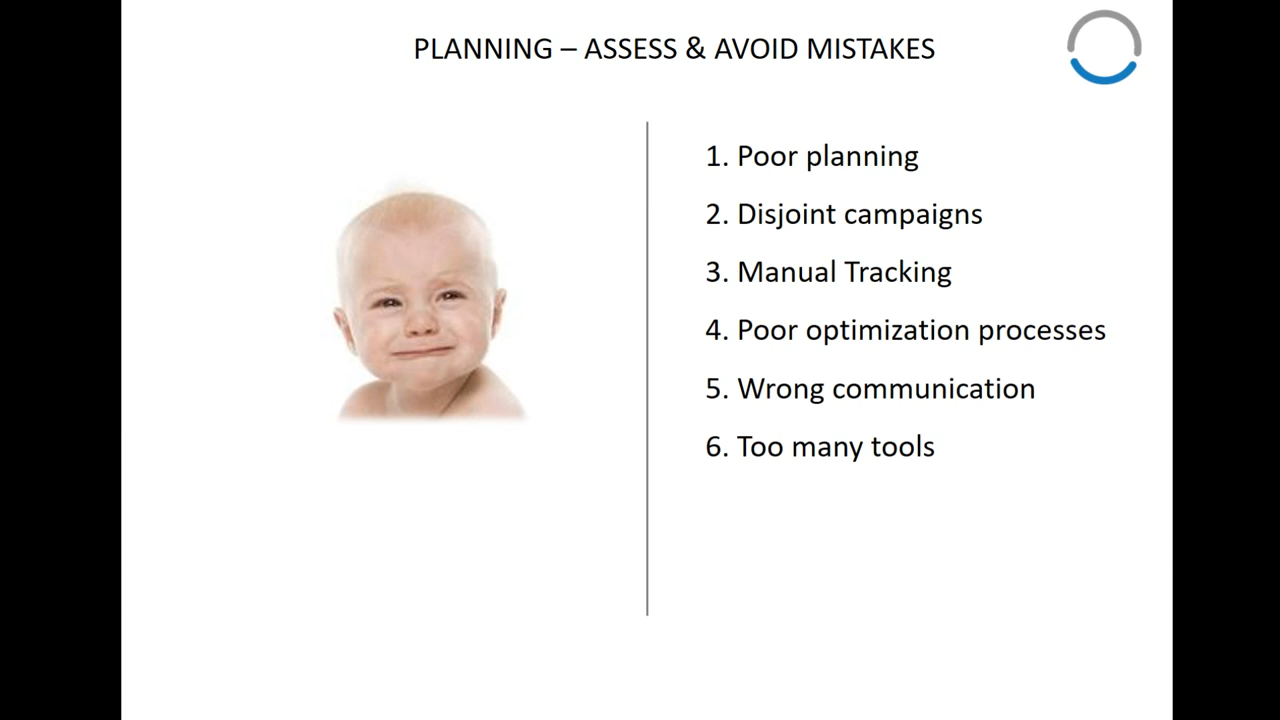 PLANNING – ASSESS & AVOID MISTAKES
1. Poor planning
2. Disjoint campaigns
3. Manual Tracking
4. Poor optimization processes
5. Wrong communication
6. Too many tools